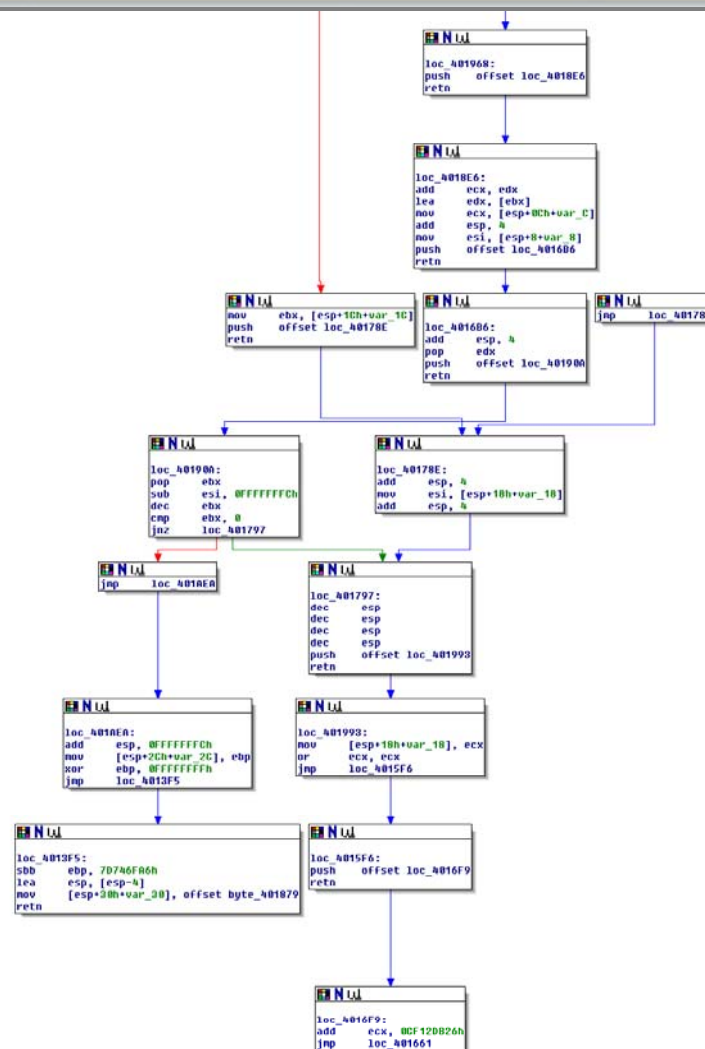 loc_401968:
push offset loc_4018E6
retn
loc_4018E6:
add ecx, edx
lea edx, [ebx]
mov ecx, [esp+0Ch+var_C]
add esp, 4
mov esi, [esp+8+var_8]
push offset loc_4016B6
retn
mov ebx, [esp+1Ch+var_1C]
push offset loc_40178E
retn
loc_4016B6:
add esp, 4
pop edx
push offset loc_40190A
retn
jmp loc_40178
loc_40190A:
pop ebx
sub esi, 0FFFFFFFCh
dec ebx
cmp ebx, 0
jnz loc_401797
loc_40178E:
add esp, 4
mov esi, [esp+18h+var_18]
add esp, 4
jmp loc_401AEA
loc_401797:
dec esp
dec esp
dec esp
dec esp
push offset loc_401993
retn
loc_401AEA:
add esp, 0FFFFFFFCh
mov [esp+2Ch+var_2C], ebp
xor ebp, 0FFFFFFFFh
jmp loc_4013F5
loc_401993:
mov [esp+18h+var_18], ecx
or ecx, ecx
jmp loc_4015F6
loc_4013F5:
sbb ebp, 7D746FA6h
lea esp, [esp-4]
mov [esp+30h+var_30], offset byte_401879
retn
loc_4015F6:
push offset loc_4016F9
retn
loc_4016F9:
add ecx, 0CF12DB26h
jmp loc_401661